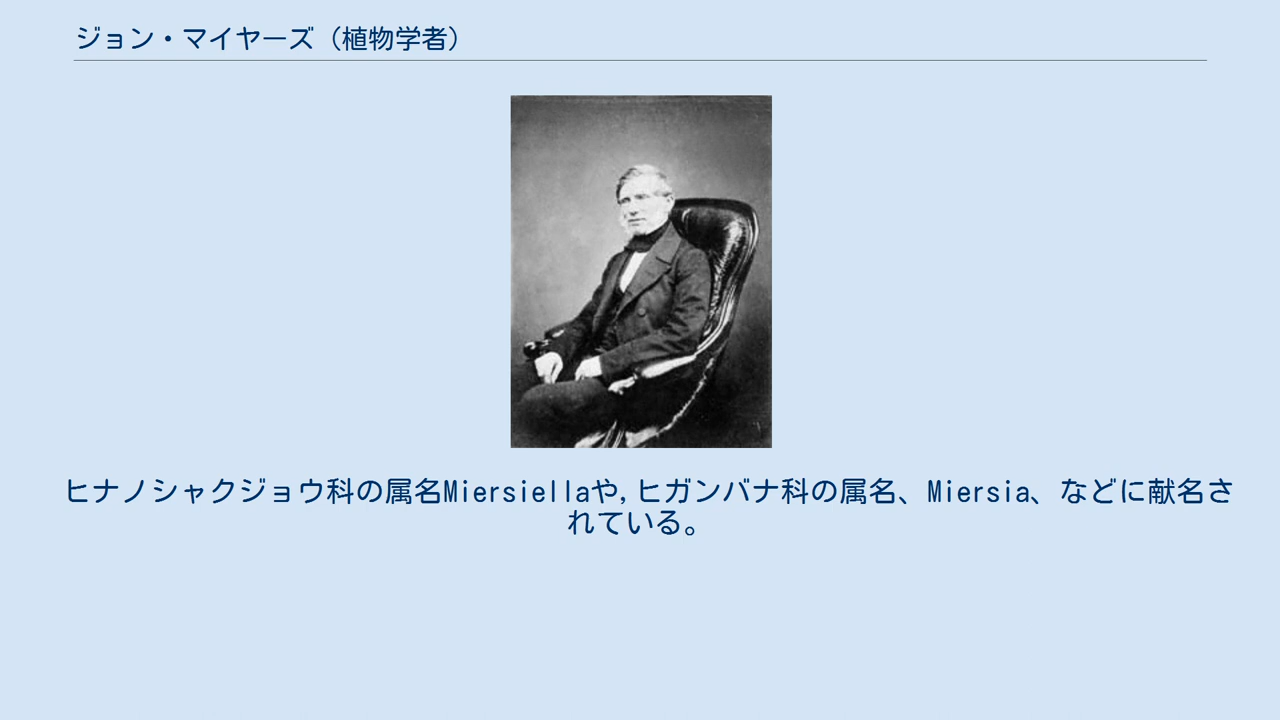 ジョン・マイヤーズ（植物学者）
ヒナノシャクジョウ科の属名Miersiellaや,ヒガンバナ科の属名、Miersia、などに献名さ
れている。